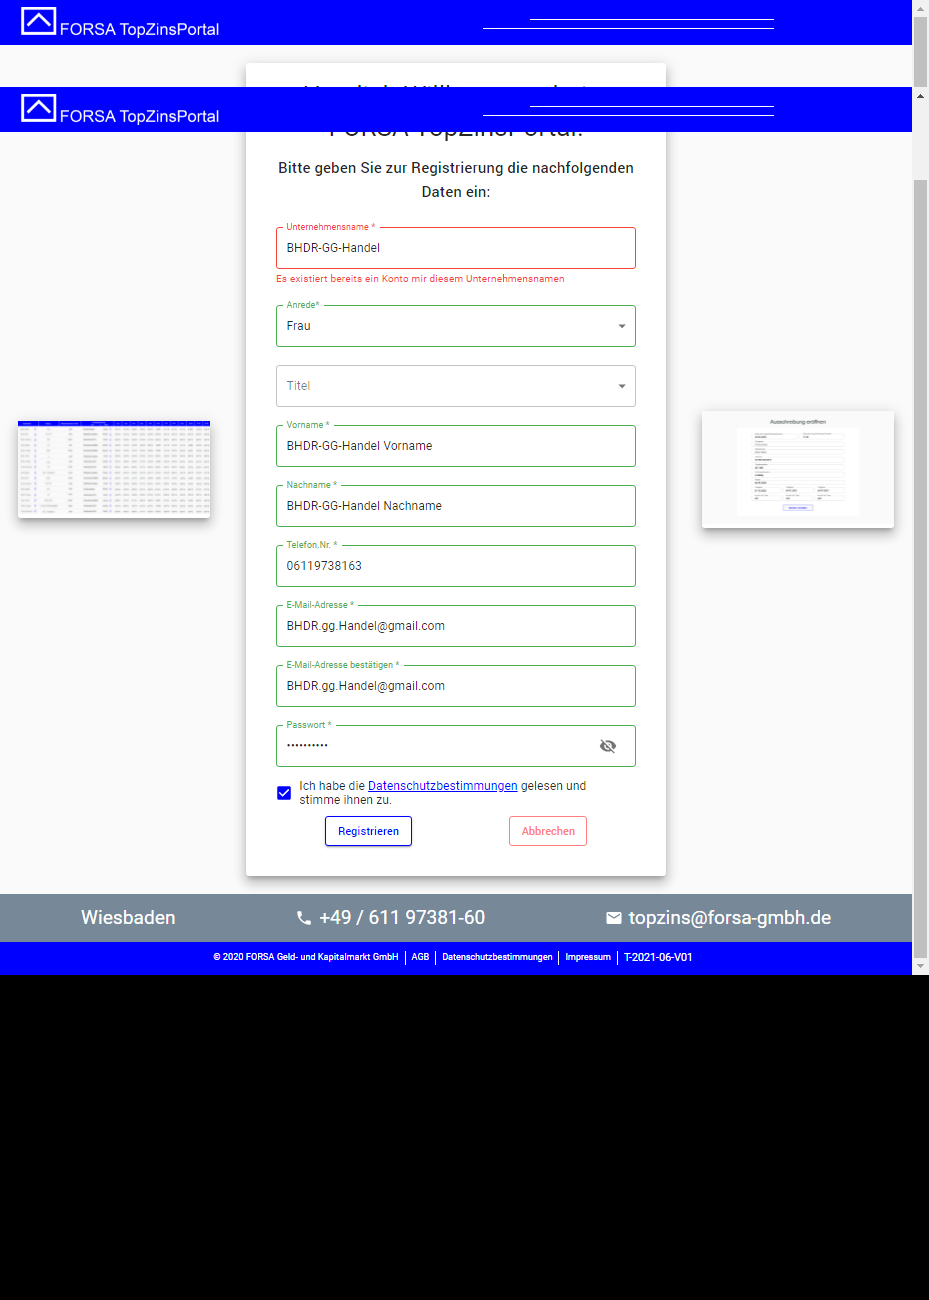 FORSA TopZinsPortal
FORSA TopZinsPortal
FORSA TopZinsPortal!
Bitte geben Sie zur Registrierung die nachfolgenden
Daten ein:
Unternehmensname *
BHDR-GG-Handel
Es existiert bereits ein Konto mir diesem Unternehmensnamen
Anrede*
Frau
Titel
Vorname *
BHDR-GG-Handel Vorname
Nachname *
BHDR-GG-Handel Nachname
Telefon.Nr. *
06119738163
E-Mail-Adresse *
BHDR.gg.Handel@gmail.com
E-Mail-Adresse bestätigen *
BHDR.gg.Handel@gmail.com
Passwort *
••••••••••
Ich habe die Datenschutzbestimmungen gelesen und
stimme ihnen zu.
Registrieren
Abbrechen
Ausschreibung eröffnen
Wiesbaden
+49 / 611 97381-60
topzins@forsa-gmbh.de
© 2020 FORSA Geld- und Kapitalmarkt GmbH | AGB | Datenschutzbestimmungen | Impressum | T-2021-06-V01